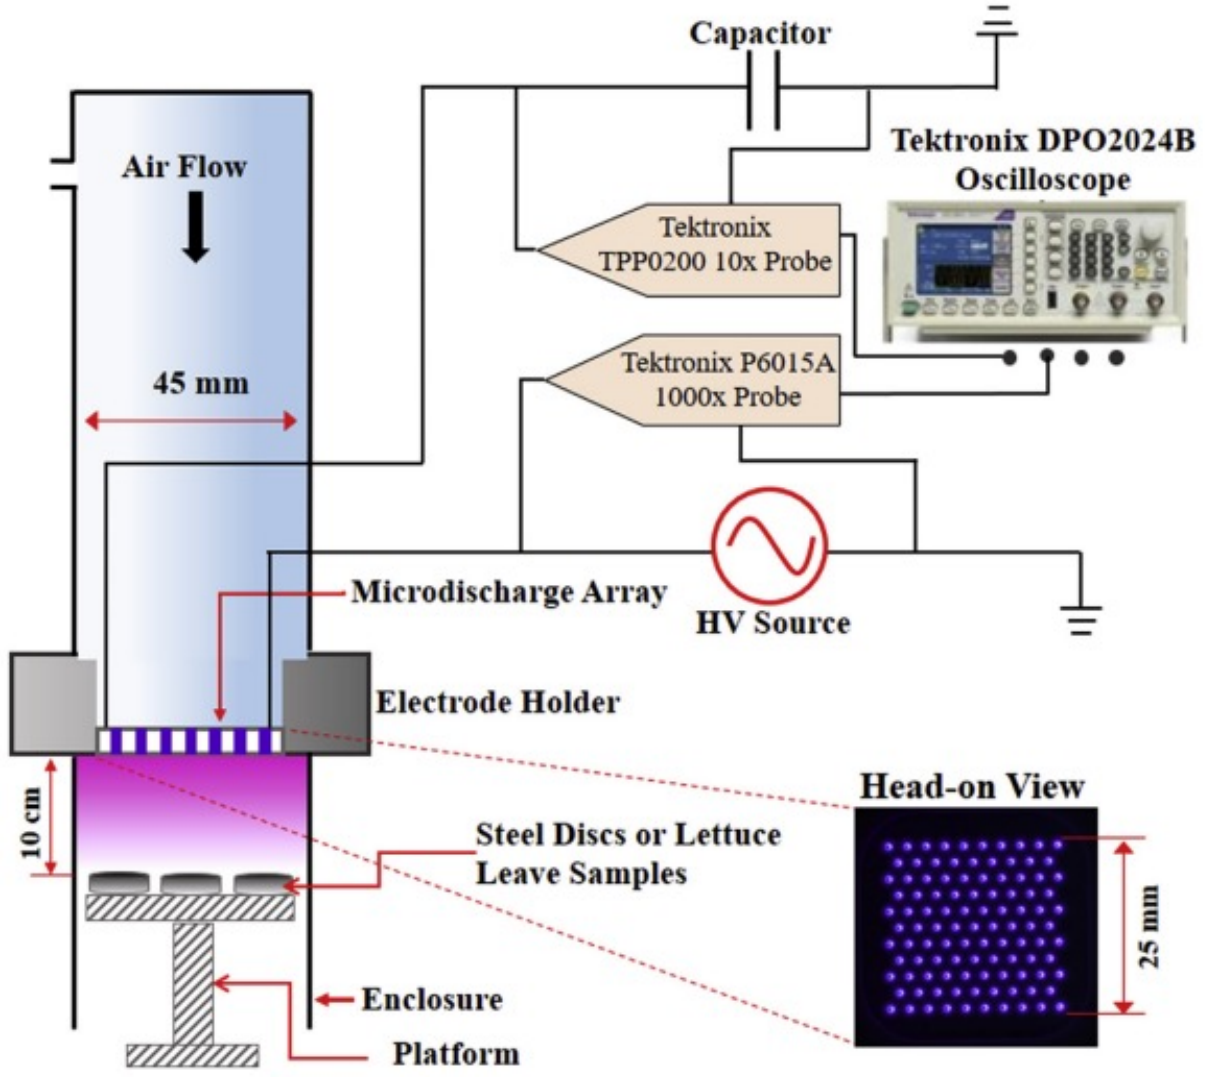 Capacitor
Tektronix DPO2024B
Oscilloscope
Air Flow
Tektronix
TPP0200 10x Probe
Tektronix P6015A
1000x Probe
45 mm
HV Source
Microdischarge Array
Electrode Holder
10 cm
Head-on View
Steel Discs or Lettuce
Leave Samples
25 mm
Enclosure
Platform